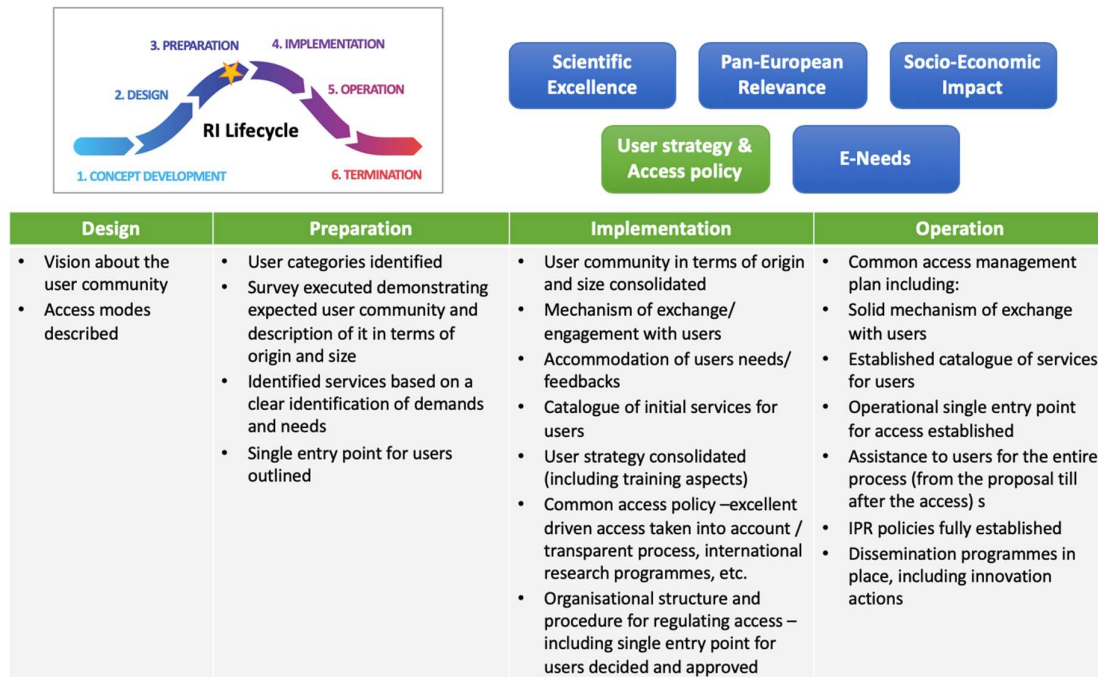 3. PREPARATION
4. IMPLEMENTATION
2. DESIGN
5. OPERATION
RI Lifecycle
1. CONCEPT DEVELOPMENT
6. TERMINATION
Scientific
Excellence
Pan-European
Relevance
Socio-Economic
Impact
User strategy &
Access policy
E-Needs
Design
• Vision about the
user community
• Access modes
described
Preparation
• User categories identified
• Survey executed demonstrating
expected user community and
description of it in terms of
origin and size
• Identified services based on a
clear identification of demands
and needs
• Single entry point for users
outlined
Implementation
• User community in terms of origin
and size consolidated
• Mechanism of exchange/
engagement with users
• Accommodation of users needs/
feedbacks
• Catalogue of initial services for
users
• User strategy consolidated
(including training aspects)
• Common access policy –excellent
driven access taken into account /
transparent process, international
research programmes, etc.
• Organisational structure and
procedure for regulating access –
including single entry point for
users decided and approved
Operation
• Common access management
plan including:
• Solid mechanism of exchange
with users
• Established catalogue of services
for users
• Operational single entry point
for access established
• Assistance to users for the entire
process (from the proposal till
after the access) s
• IPR policies fully established
• Dissemination programmes in
place, including innovation
actions